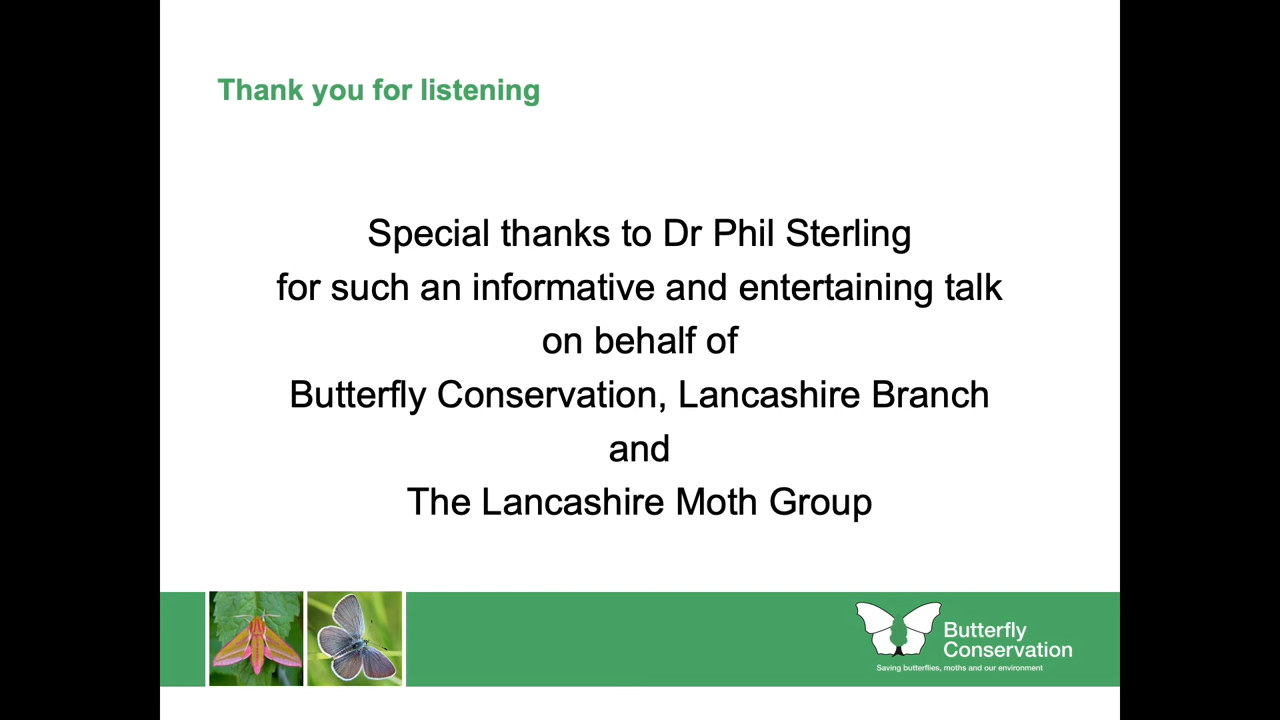 Thank you for listening
Special thanks to Dr Phil Sterling
for such an informative and entertaining talk
on behalf of
Butterfly Conservation, Lancashire Branch
and
The Lancashire Moth Group
Butterfly
Conservation
Saving butterflies, moths and our environment